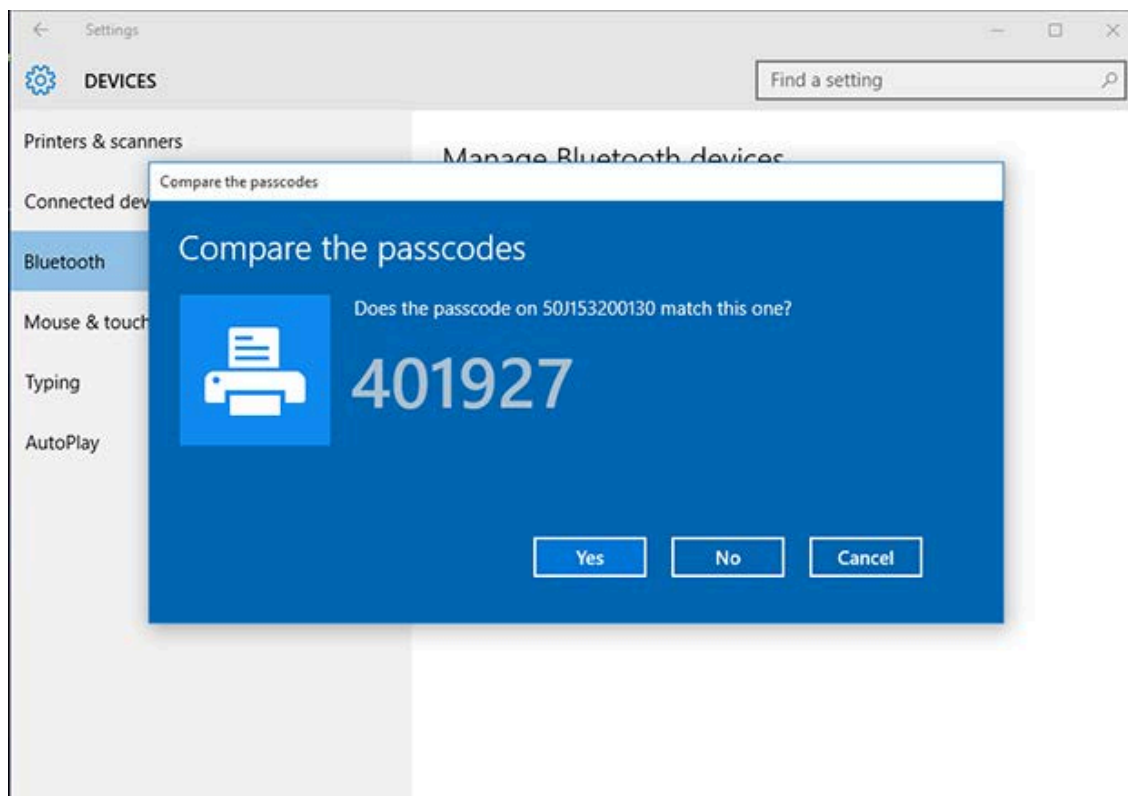 Settings
DEVICES
Find a setting
Printers & scanners
Manage Bluetooth devices
Compare the passcodes
Connected dev
Compare the passcodes
Bluetooth
Does the passcode on 50J153200130 match this one?
Mouse & touch
401927
Typing
AutoPlay
Yes
No
Cancel